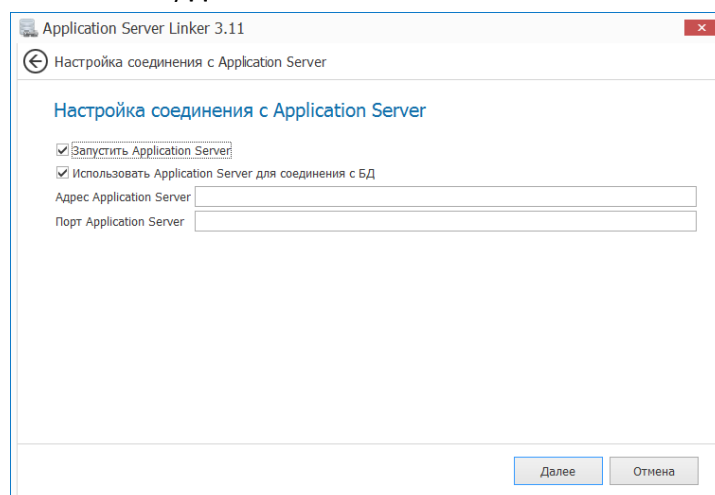 Application Server Linker 3.11
Настройка соединения с Application Server
Настройка соединения с Application Server
Запустить Application Server
Использовать Application Server для соединения с БД
Адрес Application Server
Порт Application Server
Далее Отмена